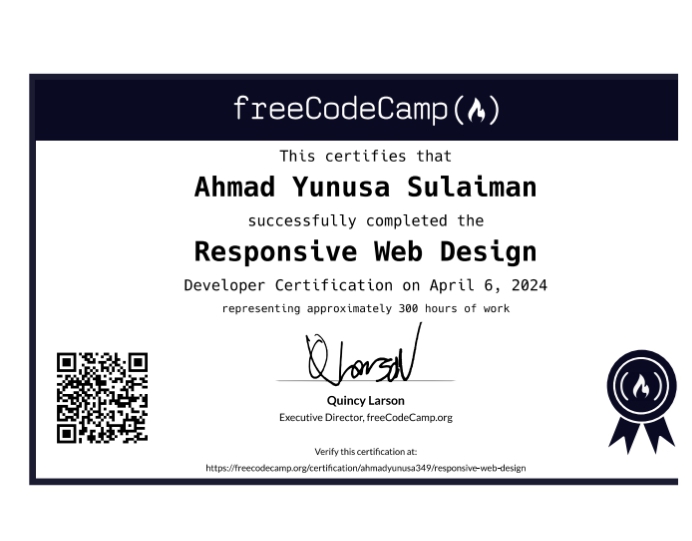 freeCodeCamp
This certifies that
Ahmad Yunusa Sulaiman
successfully completed the
Responsive Web Design
Developer Certification on April 6, 2024
representing approximately 300 hours of work
Quincy Larson
Executive Director, freeCodeCamp.org
Verify this certification at:
https://freecodecamp.org/certification/ahmadyunusa349/responsive-web-design